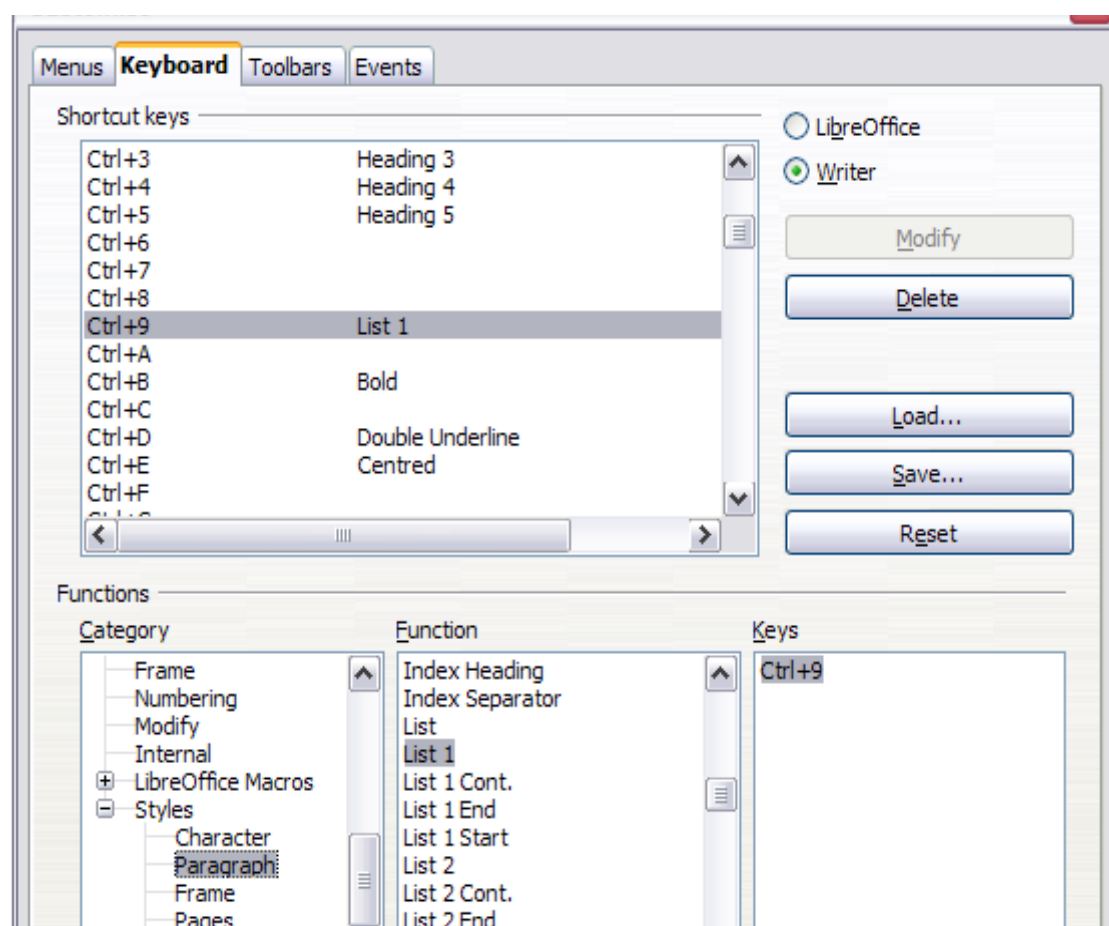 Menus Keyboard Toolbars Events
Shortcut keys
LibreOffice
Writer
Ctrl+3 Heading 3
Ctrl+4 Heading 4
Ctrl+5 Heading 5
Ctrl+6
Ctrl+7
Ctrl+8
Ctrl+9 List 1
Ctrl+A
Ctrl+B Bold
Ctrl+C
Ctrl+D Double Underline
Ctrl+E Centred
Ctrl+F
Modify
Delete
Load...
Save...
Reset
Functions
Category
Frame
Numbering
Modify
Internal
LibreOffice Macros
Styles
Character
Paragraph
Frame
Pages
Function
Index Heading
Index Separator
List
List 1
List 1 Cont.
List 1 End
List 1 Start
List 2
List 2 Cont.
List 2 End
Keys
Ctrl+9